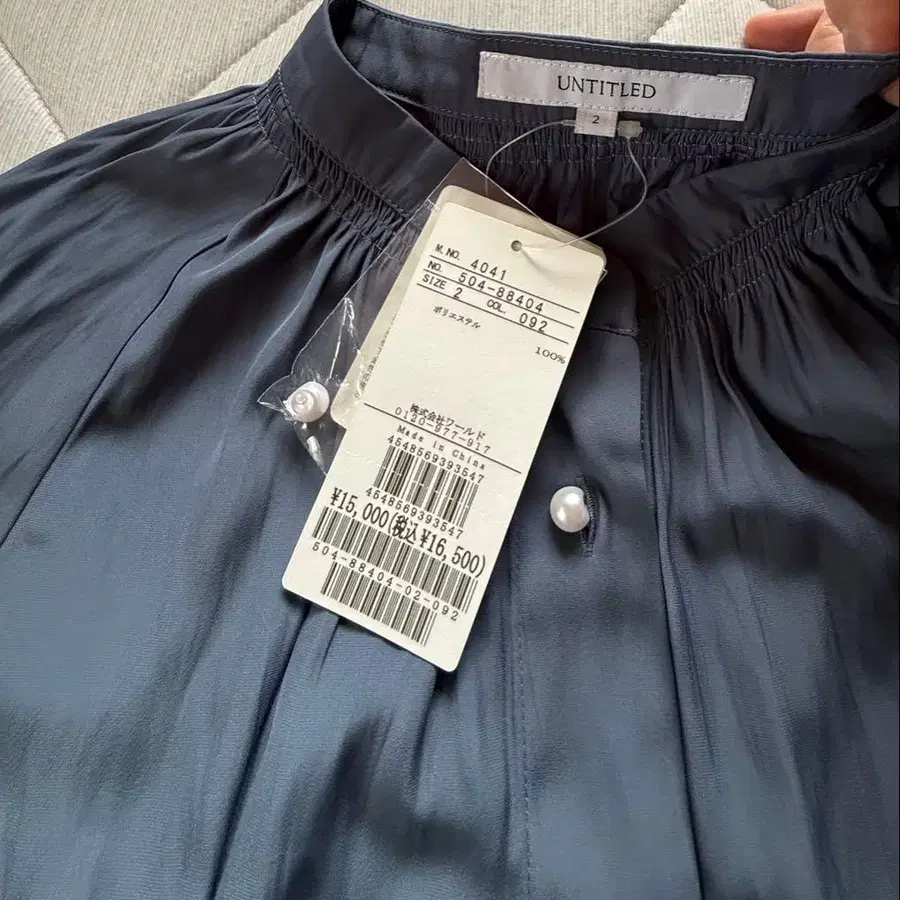 UNTITLED
2
M. NO. 4041
NO. 504-88404
SIZE 2 COL. 092
ポリエステル
100%
株式会社ワールド
0120-977-917
Made in China
4548569393547
4548569393547
¥15,000(税込¥16,500)
504-88404-02-092